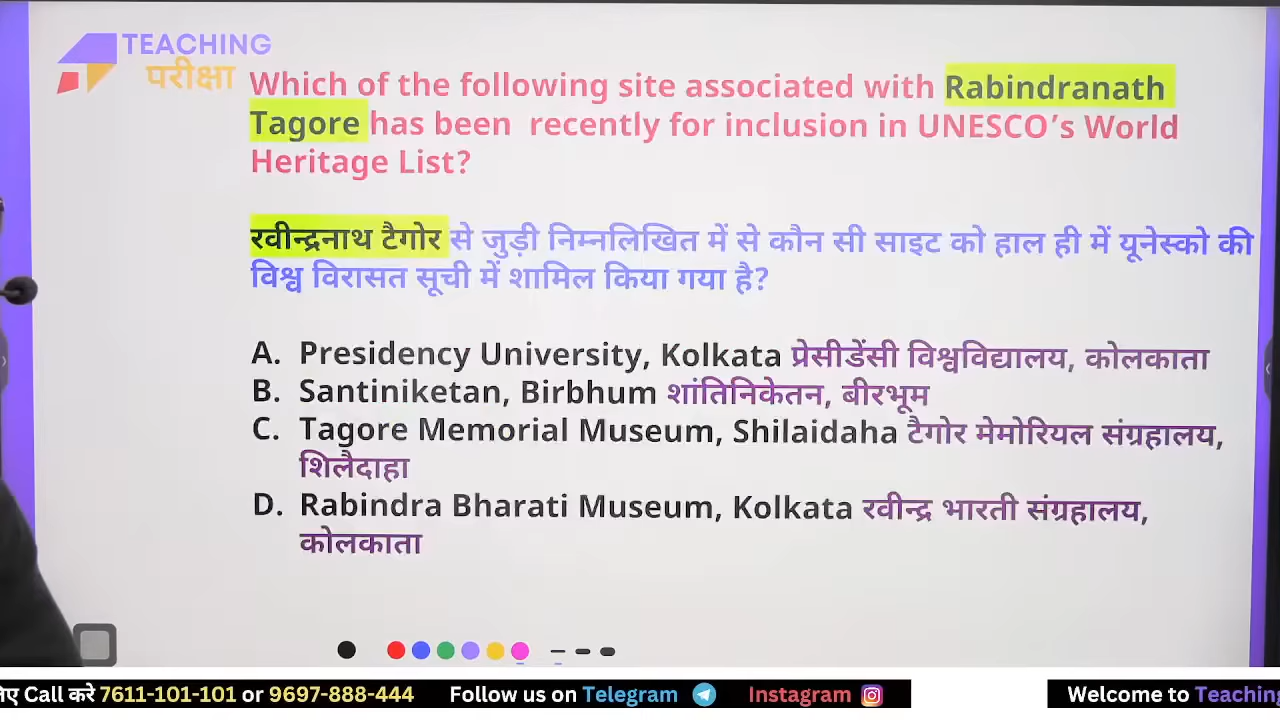 TEACHING
परीक्षा
Which of the following site associated with Rabindranath
Tagore has been recently for inclusion in UNESCO’s World
Heritage List?
रवीन्द्रनाथ टैगोर से जुड़ी निम्नलिखित में से कौन सी साइट को हाल ही में यूनेस्को की
विश्व विरासत सूची में शामिल किया गया है?
A. Presidency University, Kolkata प्रेसीडेंसी विश्वविद्यालय, कोलकाता
B. Santiniketan, Birbhum शांतिनिकेतन, बीरभूम
C. Tagore Memorial Museum, Shilaidaha टैगोर मेमोरियल संग्रहालय,
शिलैदाहा
D. Rabindra Bharati Museum, Kolkata रवीन्द्र भारती संग्रहालय,
कोलकाता
Call करे 7611-101-101 or 9697-888-444 Follow us on Telegram Instagram Welcome to Teaching